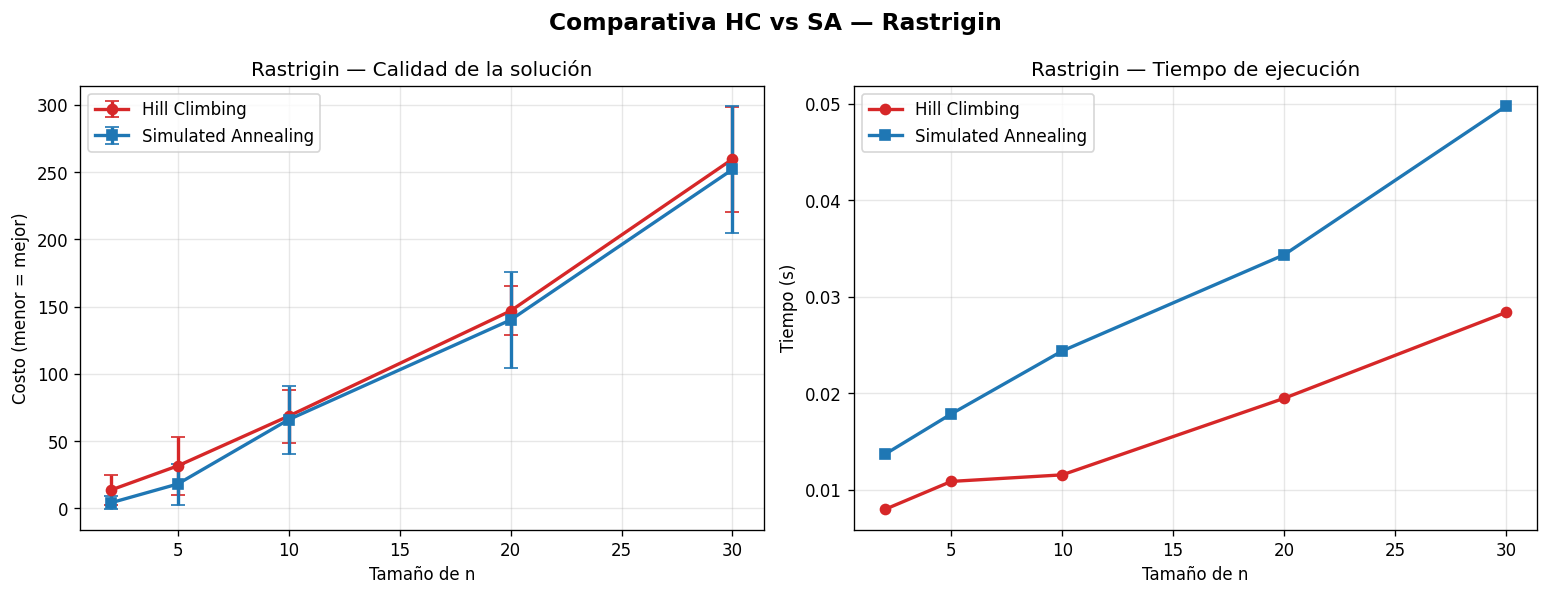 Comparativa HC vs SA — Rastrigin
Rastrigin — Calidad de la solución
Hill Climbing
Simulated Annealing
Costo (menor = mejor)
300
250
200
150
100
50
0
5
10
15
20
25
30
Tamaño de n
Rastrigin — Tiempo de ejecución
Hill Climbing
Simulated Annealing
Tiempo (s)
0.05
0.04
0.03
0.02
0.01
5
10
15
20
25
30
Tamaño de n